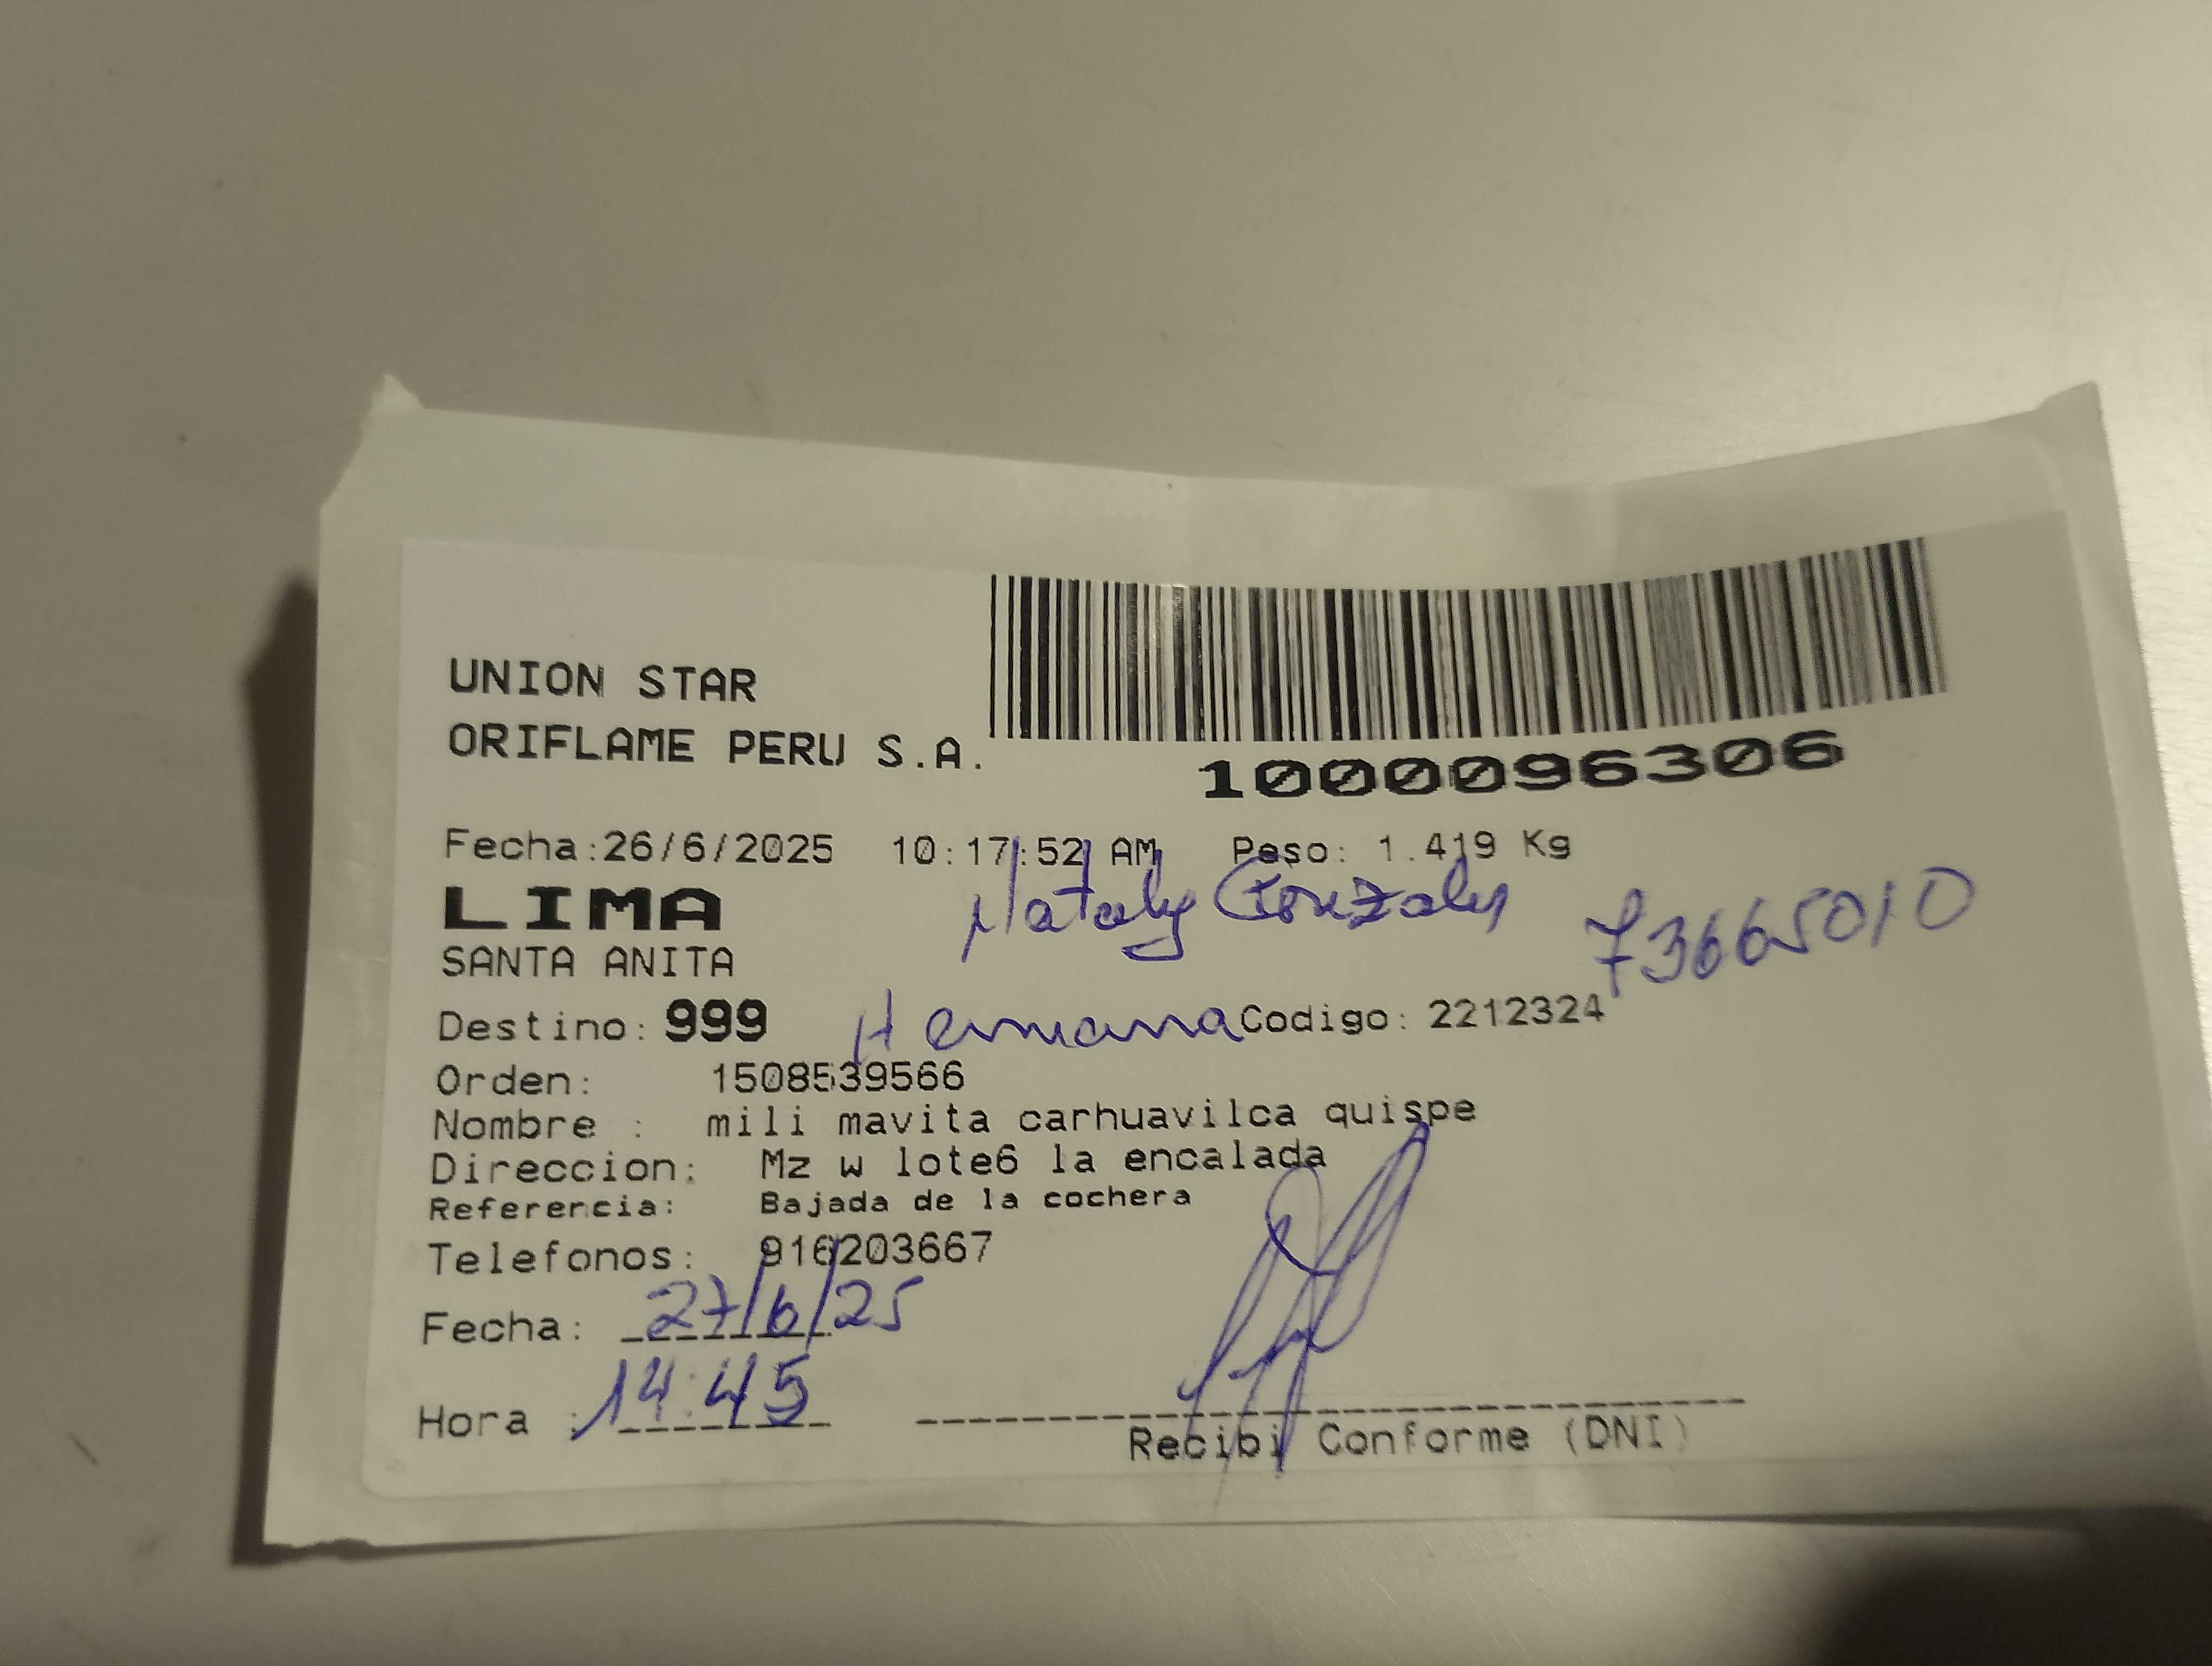 UNION STAR
ORIFLAME PERU S.A.
1000096306
Fecha:26/6/2025 10:17:52 AM Peso: 1.419 Kg
LIMA
Nataly Gonzales 73665010
SANTA ANITA
Destino: 999 Hermana Codigo: 2212324
Orden: 1508539566
Nombre : mili mavita carhuavilca quispe
Direccion: Mz w lote6 la encalada
Referencia: Bajada de la cochera
Telefonos: 916203667
Fecha: 27/6/25
Hora : 14:45
Recibi Conforme (DNI)